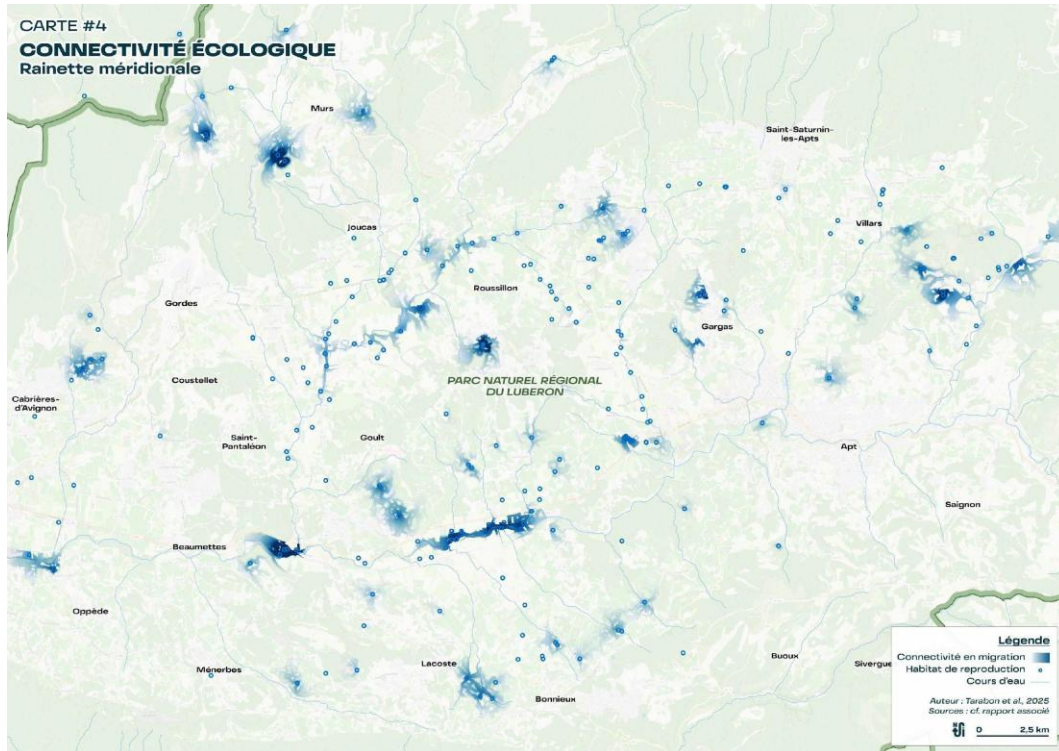 CARTE #4
CONNECTIVITÉ ÉCOLOGIQUE
Rainette méridionale
Murs
Saint-Saturnin-
les-Apts
Joucas
Villars
Roussillon
Gordes
Gargas
Coustellet
PARC NATUREL RÉGIONAL
DU LUBERON
Cabrières-
d'Avignon
Saint-
Pantaléon
Goult
Apt
Saignon
Beaumettes
Oppède
Ménerbes
Lacoste
Bonnieux
Buoux
Sivergue
Légende
Connectivité en migration
Habitat de reproduction
Cours d'eau
Auteur : Tarabon et al., 2025
Sources : cf. rapport associé
0 2,5 km